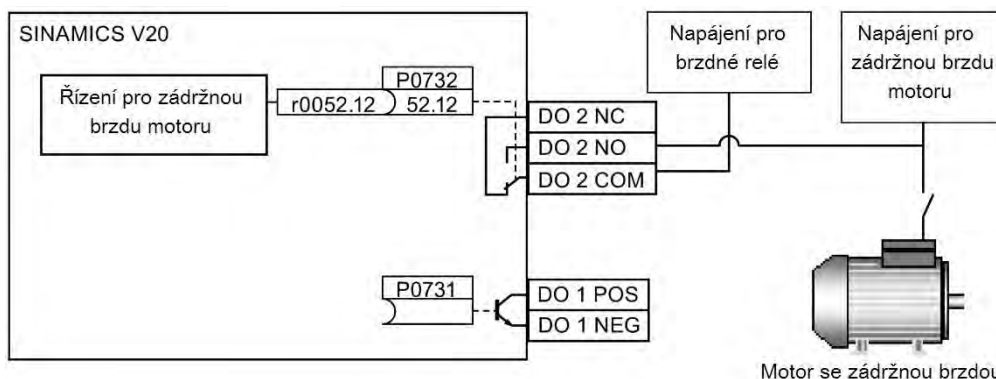 SINAMICS V20
Napájení pro
brzdné relé
Napájení pro
zádržnou brzdu
motoru
Řízení pro zádržnou
brzdu motoru
P0732
r0052.12
52.12
DO 2 NC
DO 2 NO
DO 2 COM
P0731
DO 1 POS
DO 1 NEG
Motor se zádržnou brzdou